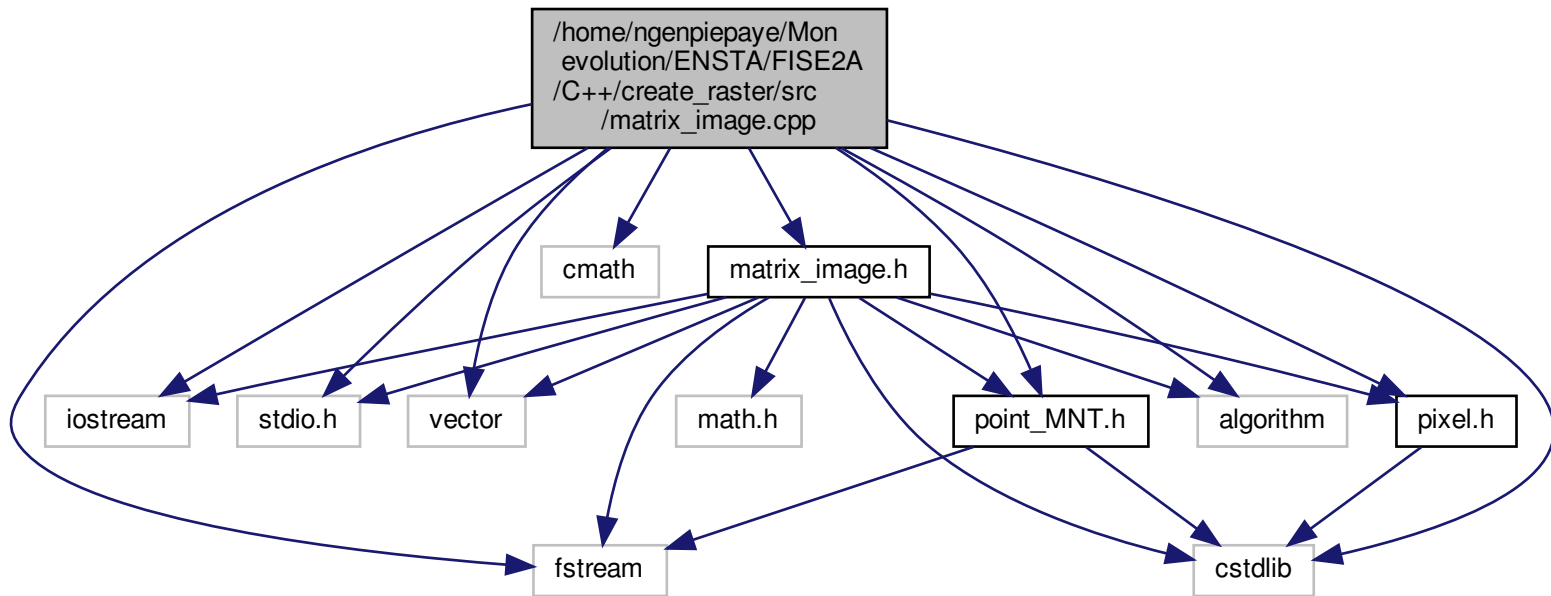 /home/ngenpiepaye/Mon
evolution/ENSTA/FISE2A
/C++/create_raster/src
/matrix_image.cpp
cmath
matrix_image.h
iostream
stdio.h
vector
math.h
point_MNT.h
algorithm
pixel.h
fstream
cstdlib